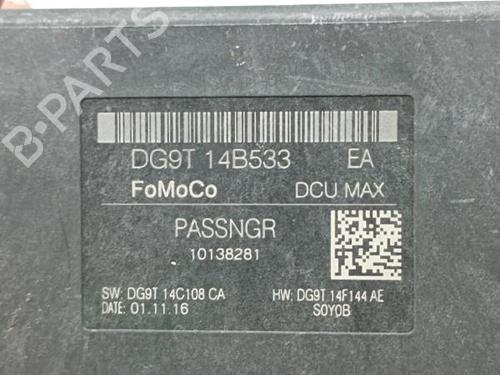 DG9T 14B533 EA
FoMoCo DCU MAX
PASSNGR
10138281
SW: DG9T 14C108 CA HW: DG9T 14F144 AE
DATE: 01.11.16 S0Y0B
B-PARTS